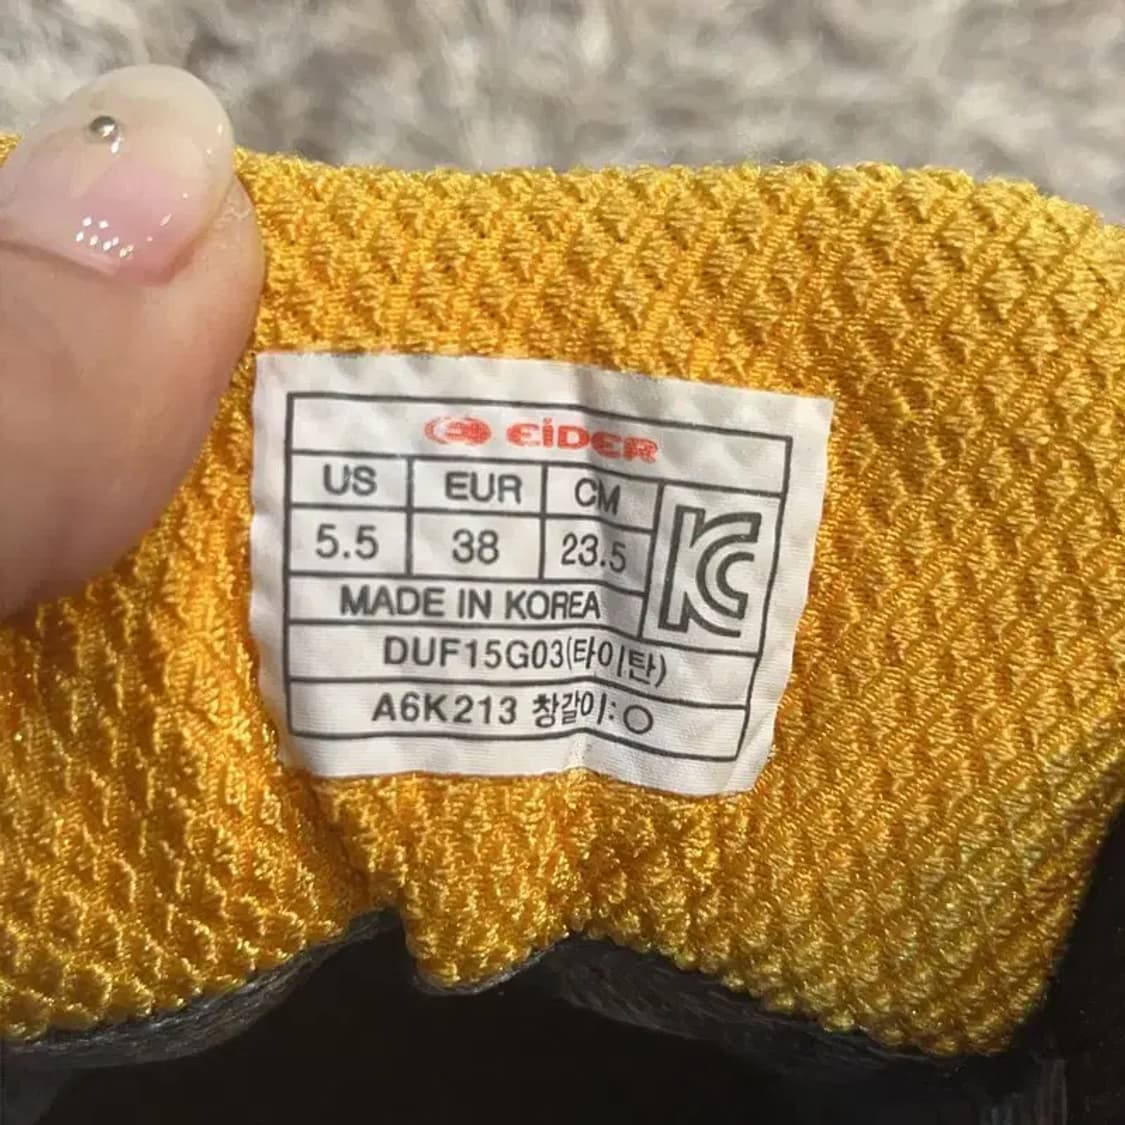 EiDER
US EUR CM
5.5 38 23.5
KC
MADE IN KOREA
DUF15G03(타이탄)
A6K213 창갈이:○